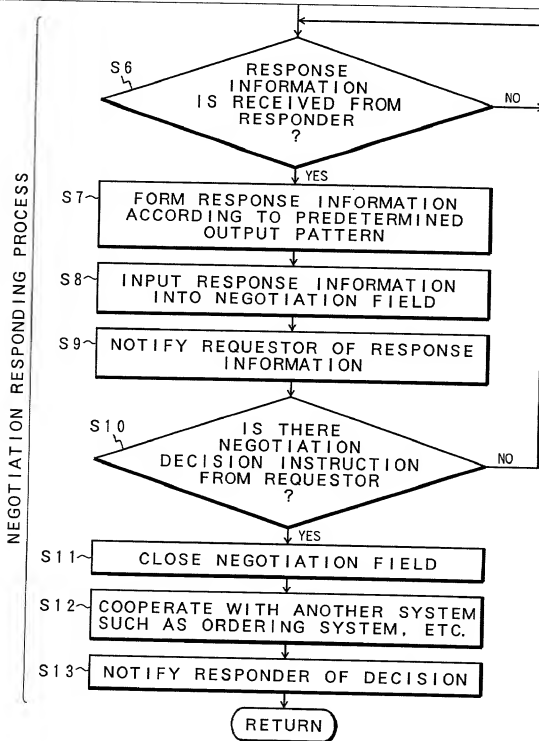 NEGOTIATION RESPONDING PROCESS
S6
RESPONSE
INFORMATION
IS RECEIVED FROM
RESPONDER
?
NO
YES
S7
FORM RESPONSE INFORMATION
ACCORDING TO PREDETERMINED
OUTPUT PATTERN
S8
INPUT RESPONSE INFORMATION
INTO NEGOTIATION FIELD
S9
NOTIFY REQUESTOR OF RESPONSE
INFORMATION
S10
IS THERE
NEGOTIATION
DECISION INSTRUCTION
FROM REQUESTOR
?
NO
YES
S11
CLOSE NEGOTIATION FIELD
S12
COOPERATE WITH ANOTHER SYSTEM
SUCH AS ORDERING SYSTEM, ETC.
S13
NOTIFY RESPONDER OF DECISION
RETURN